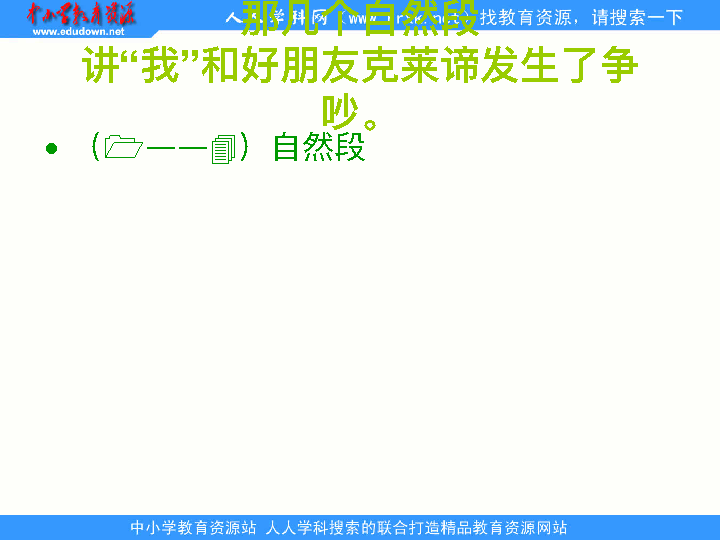 中小学教育资源
www.edudown.net
人人学科网（www.rrxk.net）找教育资源，请搜索一下
那几个自然段
讲“我”和好朋友克莱谛发生了争
吵。
（——）自然段
中小学教育资源站 人人学科搜索的联合打造精品教育资源网站